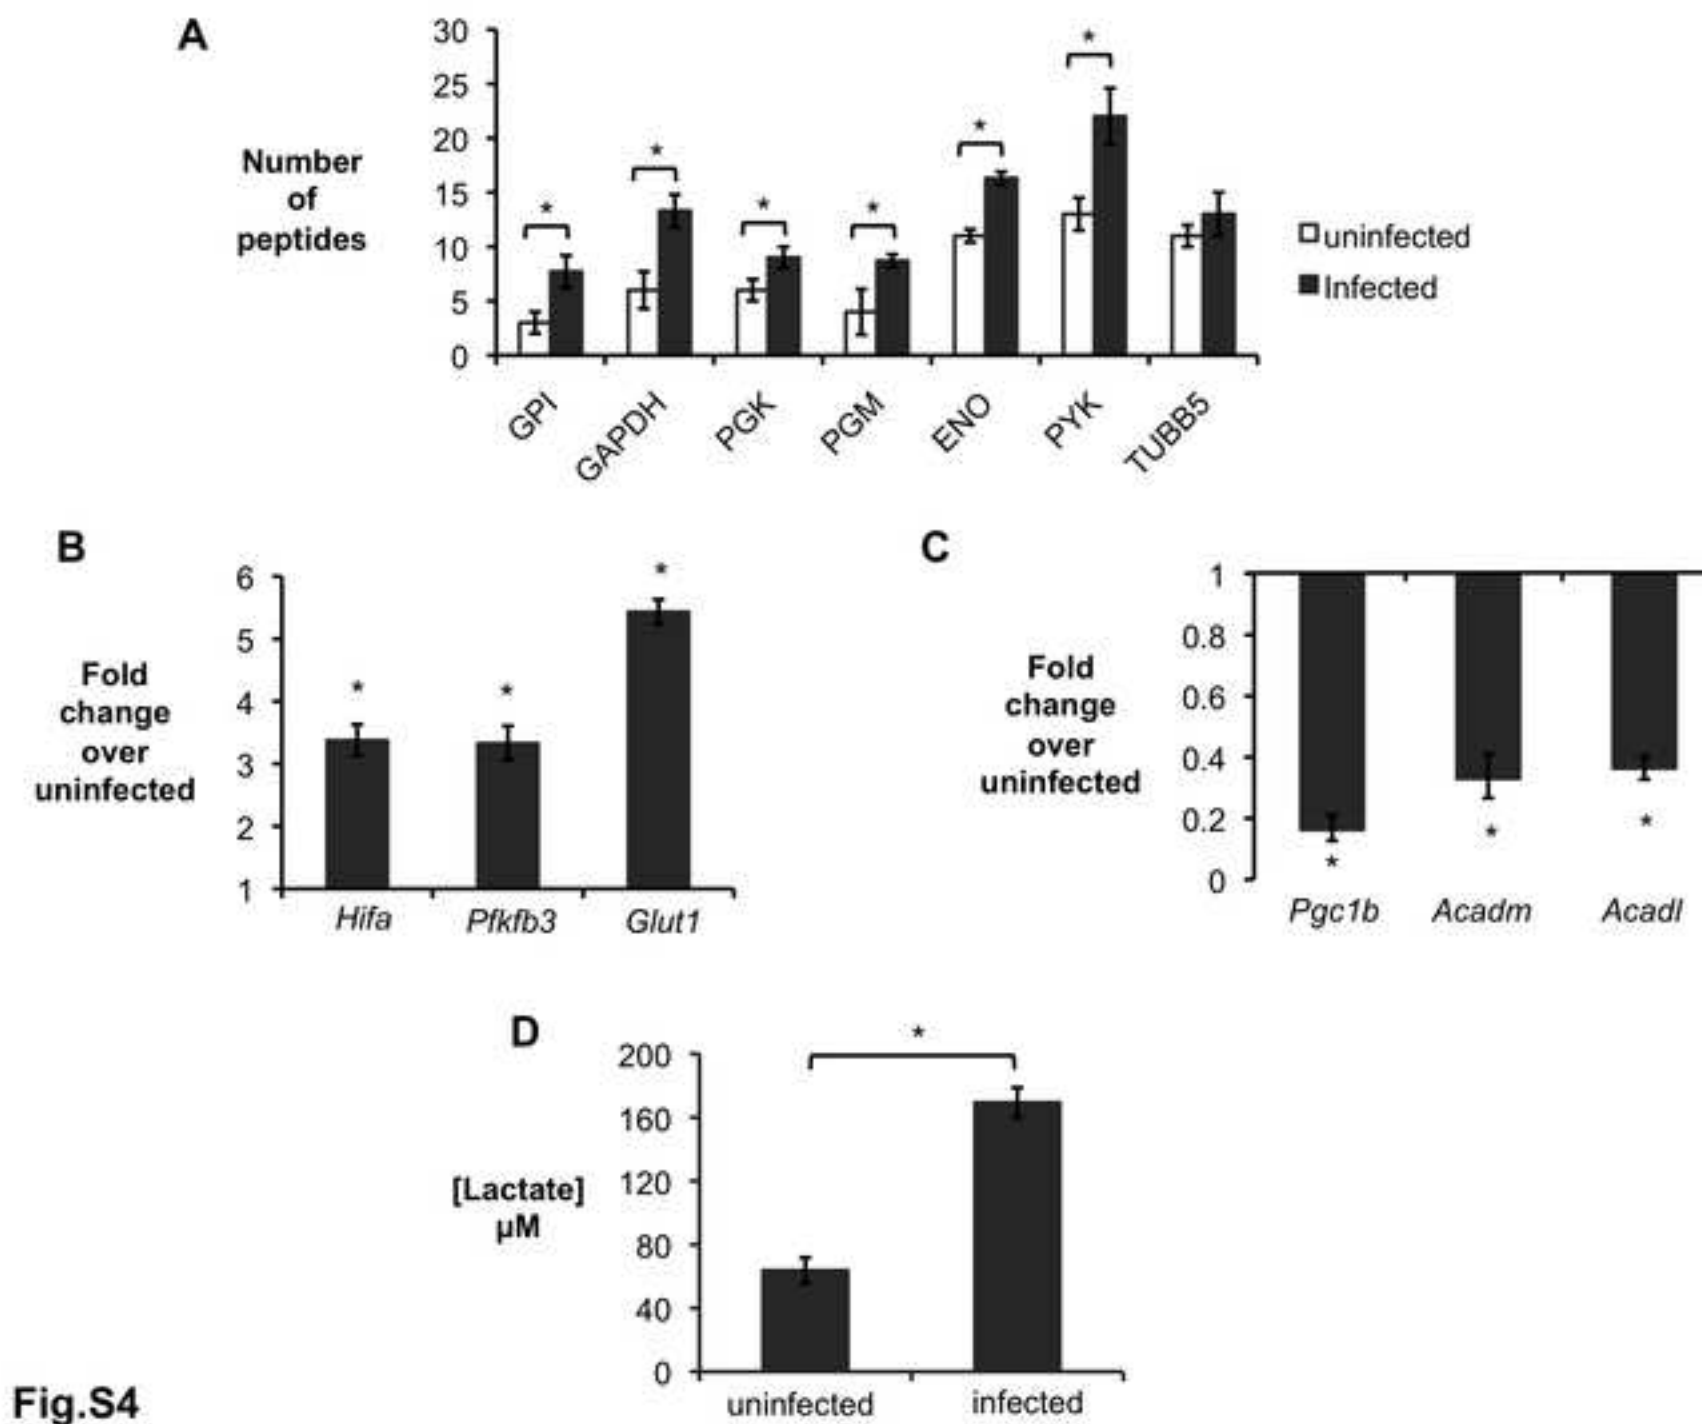 A
30
25
20
15
10
5
0
Number
of
peptides
*
*
*
*
*
*
uninfected
Infected
GPI
GAPDH
PGK
PGM
ENO
PYK
TUBB5
B
6
5
4
3
2
1
Fold
change
over
uninfected
*
*
*
Hifa Pfkfb3 Glut1
C
1
0.8
0.6
0.4
0.2
0
Fold
change
over
uninfected
*
*
*
Pgc1b Acadm Acadl
D
200
160
120
80
40
0
[Lactate]
µM
*
uninfected infected
Fig.S4